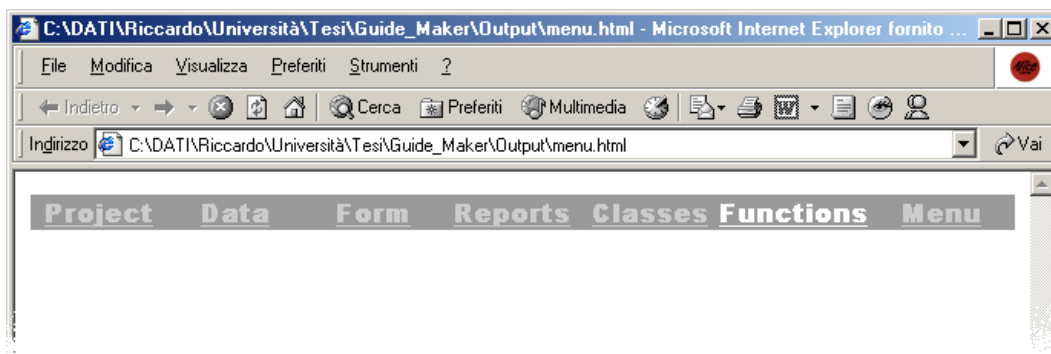 C:\DATI\Riccardo\Università\Tesi\Guide_Maker\Output\menu.html - Microsoft Internet Explorer fornito ...
File Modifica Visualizza Preferiti Strumenti ?
Indietro Cerca Preferiti Multimedia
Indirizzo C:\DATI\Riccardo\Università\Tesi\Guide_Maker\Output\menu.html Vai
Project Data Form Reports Classes Functions Menu